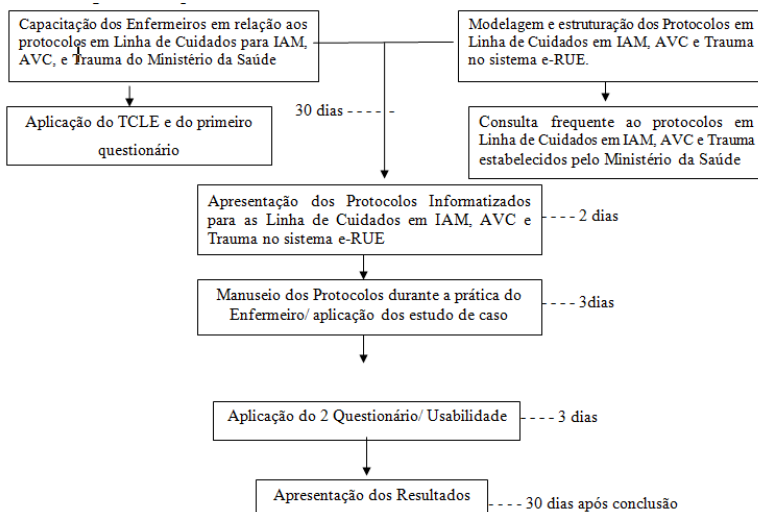 Capacitação dos Enfermeiros em relação aos
protocolos em Linha de Cuidados para IAM,
AVC, e Trauma do Ministério da Saúde
Modelagem e estruturação dos Protocolos em
Linha de Cuidados em IAM, AVC e Trauma
no sistema e-RUE.
30 dias - - - - - -
Aplicação do TCLE e do primeiro
questionário
Consulta frequente ao protocolos em
Linha de Cuidados em IAM, AVC e Trauma
estabelecidos pelo Ministério da Saúde
Apresentação dos Protocolos Informatizados
para as Linha de Cuidados em IAM, AVC e
Trauma no sistema e-RUE
- - - - 2 dias
Manuseio dos Protocolos durante a prática do
Enfermeiro/ aplicação dos estudo de caso
- - - - 3dias
Aplicação do 2 Questionário/ Usabilidade
- - - - 3 dias
Apresentação dos Resultados
- - - - 30 dias após conclusão